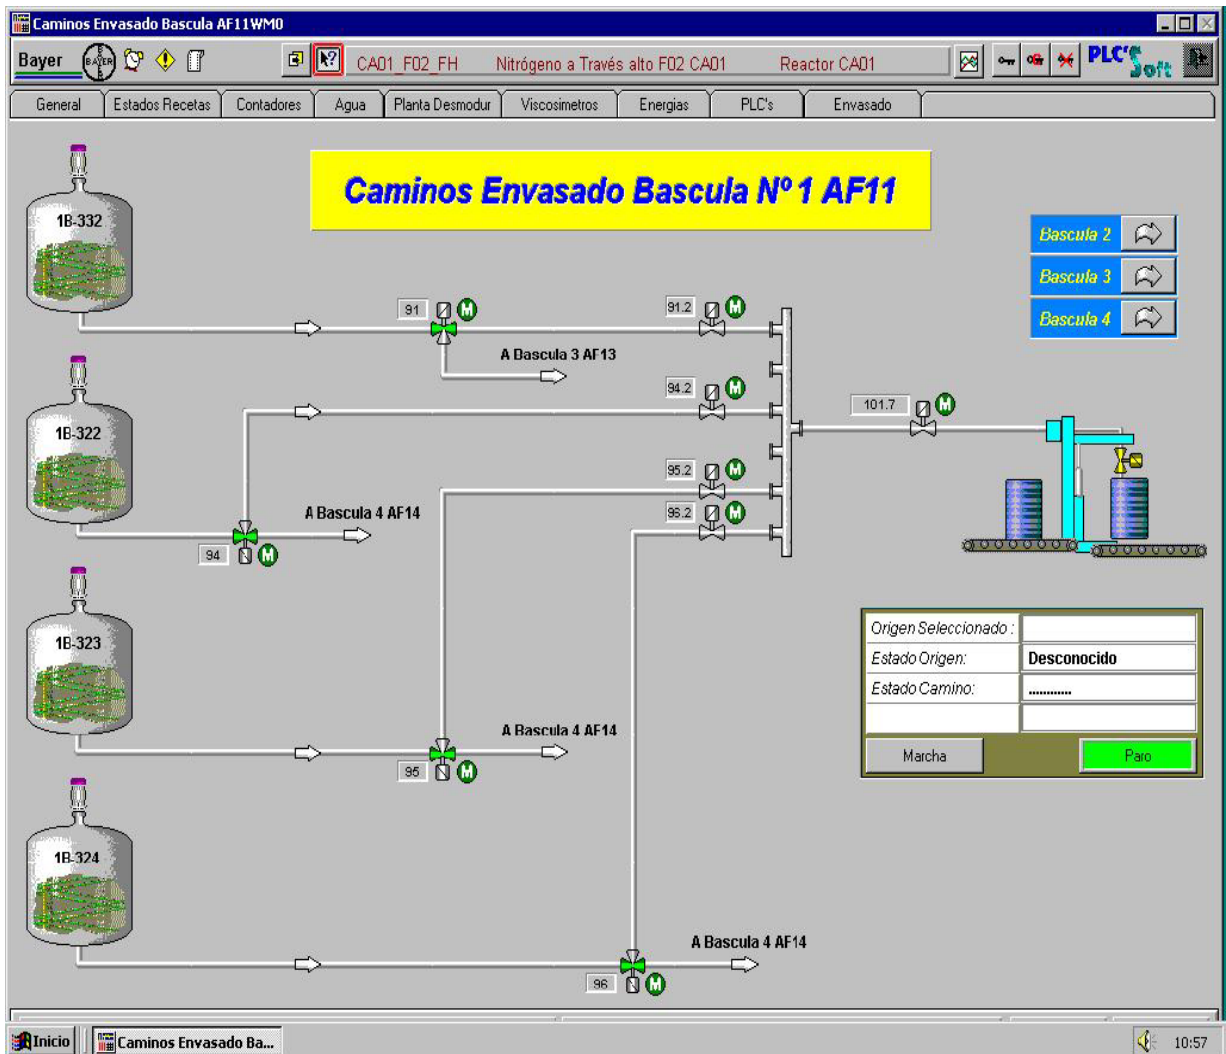 Caminos Envasado Bascula AF11WM0
Bayer
BAYER
CA01_F02_FH Nitrógeno a Través alto F02 CA01 Reactor CA01
PLC'S Soft
General Estados Recetas Contadores Agua Planta Desmodur Viscosimetros Energias PLC's Envasado
Caminos Envasado Bascula Nº 1 AF11
1B-332
Bascula 2
Bascula 3
Bascula 4
91 M
91.2 M
A Bascula 3 AF13
94.2 M
101.7 M
1B-322
95.2 M
A Bascula 4 AF14
96.2 M
94 M
1B-323
Origen Seleccionado :
Estado Origen: Desconocido
Estado Camino: ............
A Bascula 4 AF14
Marcha Paro
95 M
1B-324
A Bascula 4 AF14
96 M
Inicio Caminos Envasado Ba... 10:57